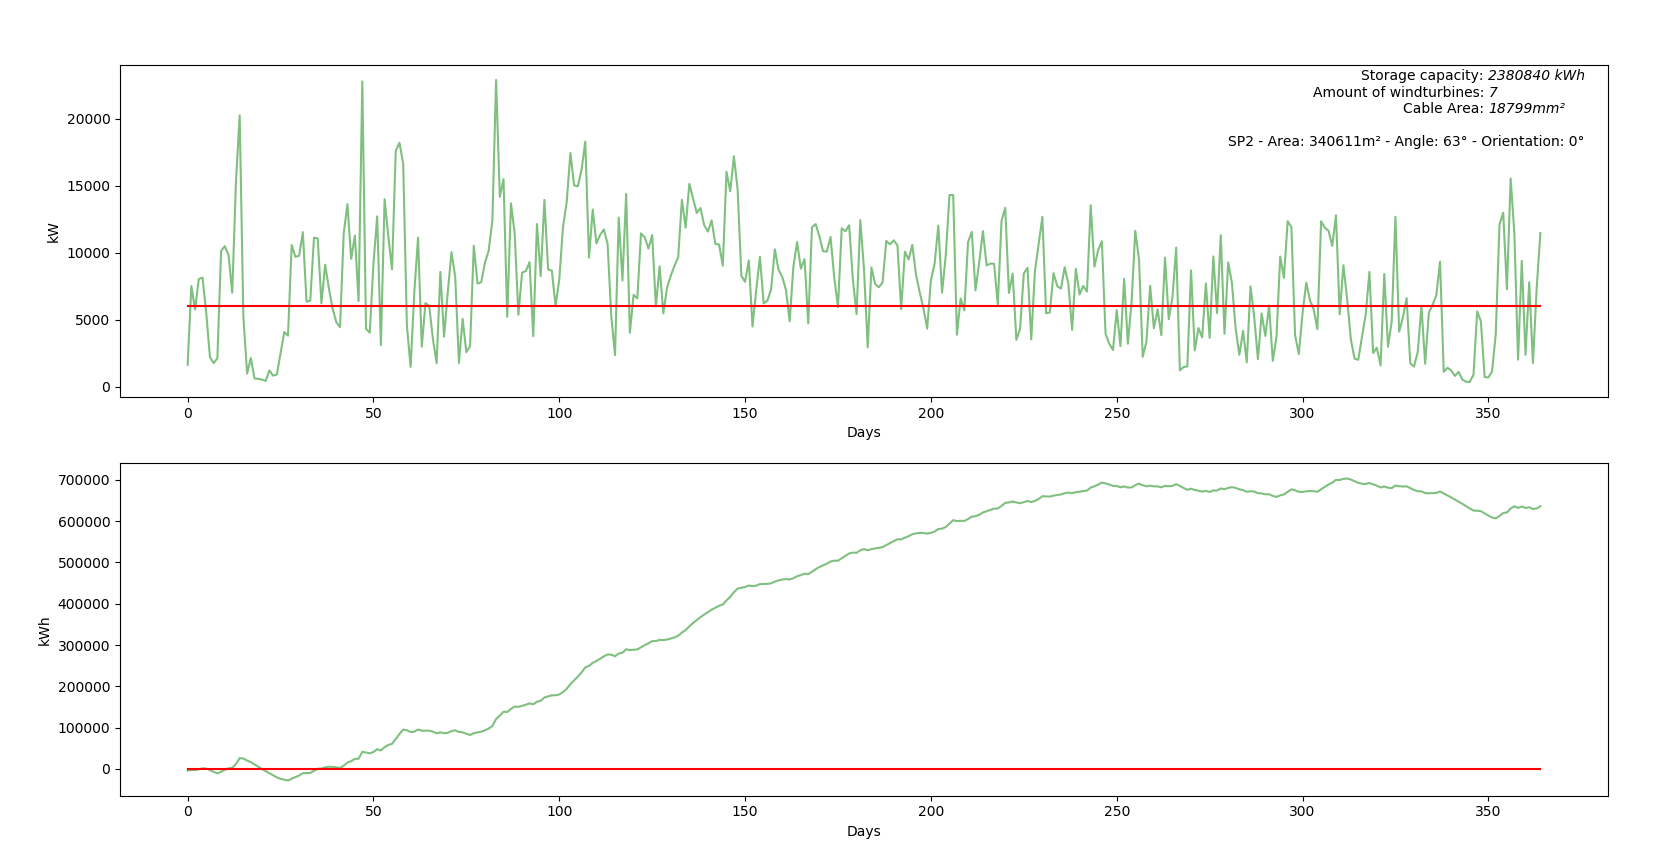 Storage capacity: 2380840 kWh
Amount of windturbines: 7
Cable Area: 18799mm²
SP2 - Area: 340611m² - Angle: 63° - Orientation: 0°
20000
15000
10000
5000
0
kW
0 50 100 150 200 250 300 350
Days
700000
600000
500000
400000
300000
200000
100000
0
kWh
0 50 100 150 200 250 300 350
Days